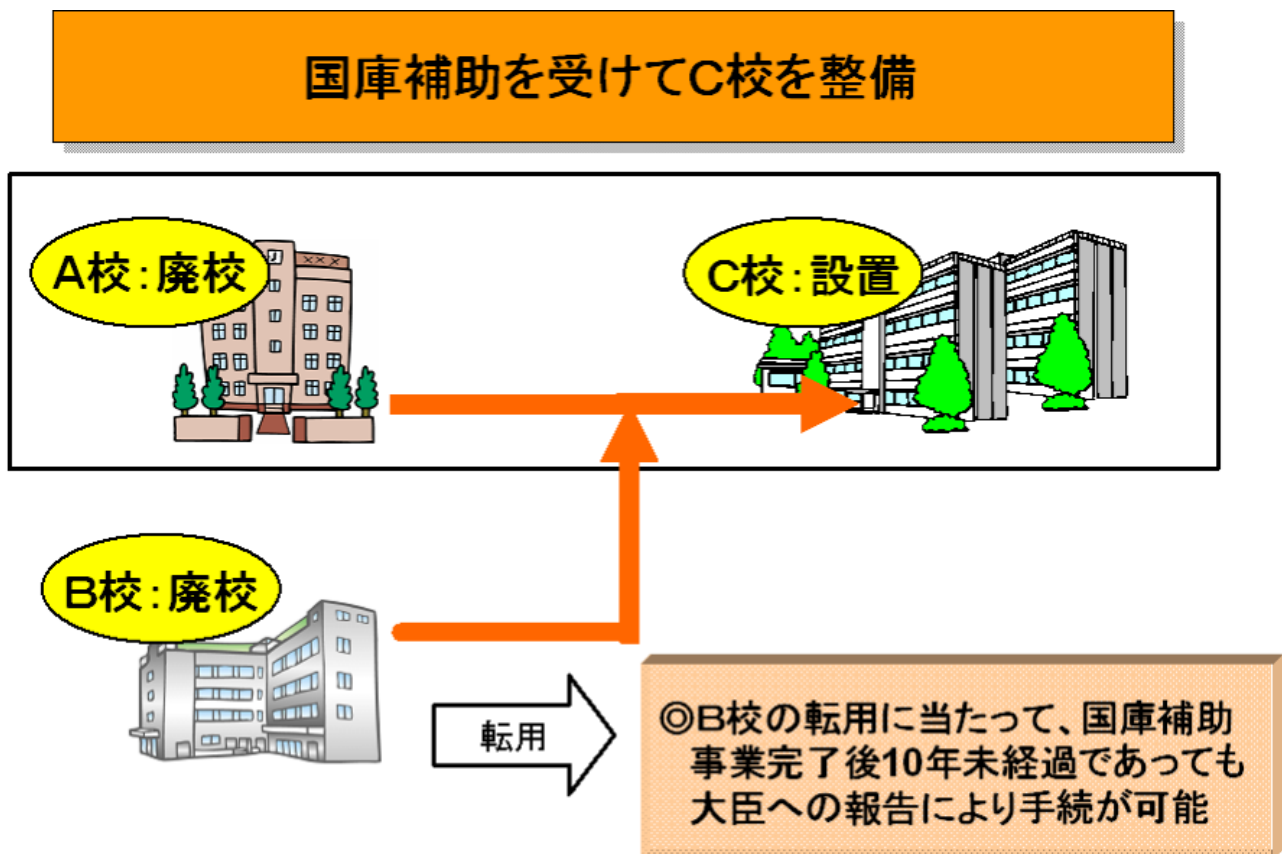 国庫補助を受けてC校を整備
A校：廃校
C校：設置
B校：廃校
転用
◎B校の転用に当たって、国庫補助
事業完了後10年未経過であっても
大臣への報告により手続が可能